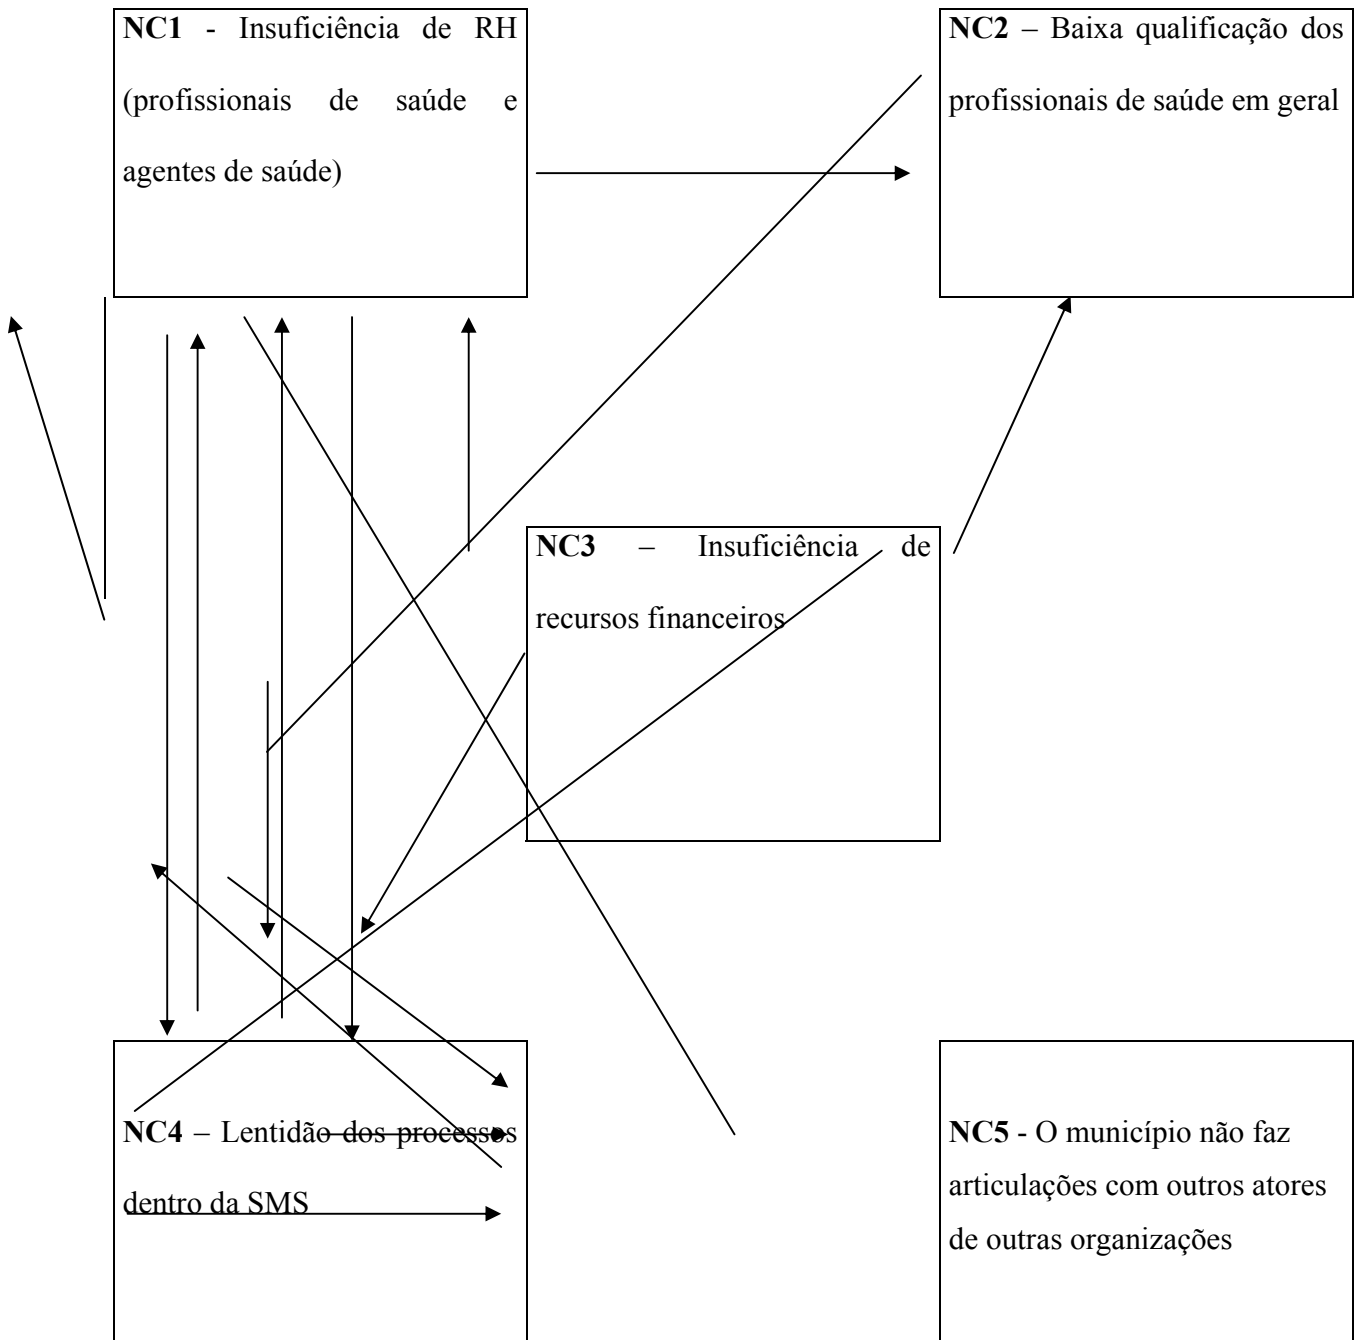 NC1 - Insuficiência de RH
(profissionais de saúde e
agentes de saúde)
NC2 – Baixa qualificação dos
profissionais de saúde em geral
NC3 – Insuficiência de
recursos financeiros
NC4 – Lentidão dos processos
dentro da SMS
NC5 - O município não faz
articulações com outros atores
de outras organizações